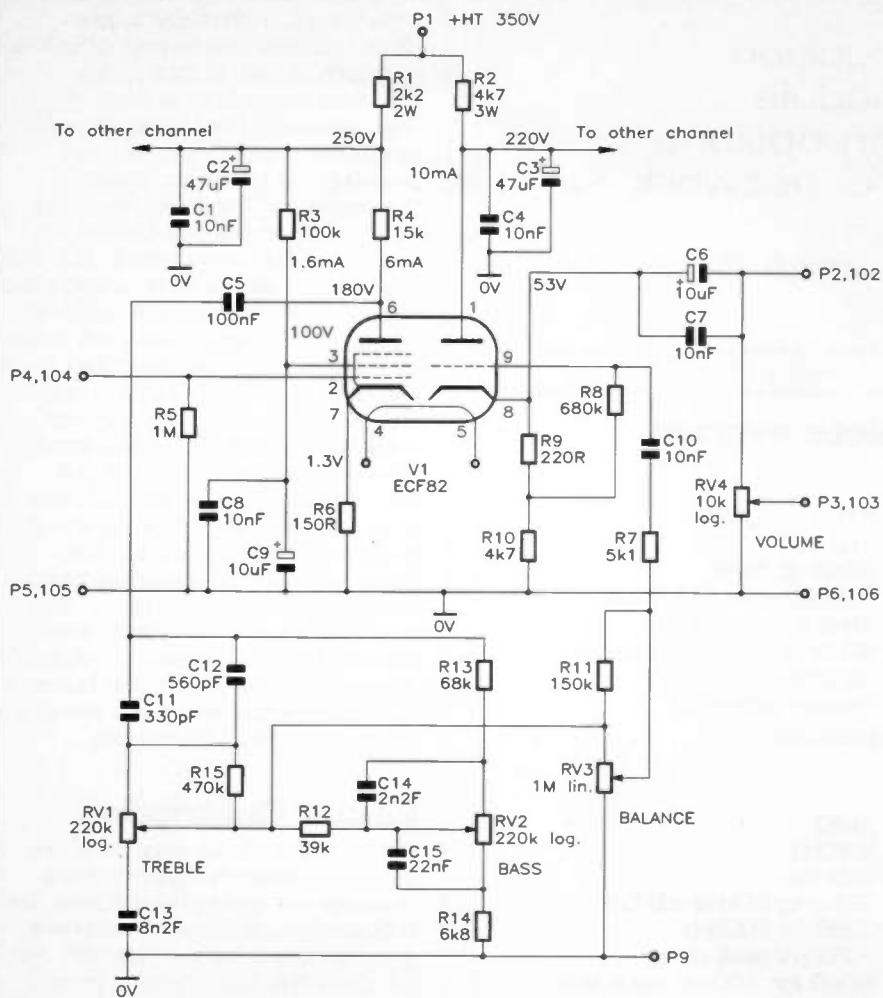 P1 +HT 350V
R1
2k2
2W
R2
4k7
3W
To other channel
250V
220V
To other channel
C2
47uF
+
10mA
C3
47uF
+
C1
10nF
R3
100k
R4
15k
C4
10nF
1.6mA
6mA
0V
0V
C5
100nF
180V
53V
C6
10uF
+
P2,102
6
1
C7
10nF
100V
3
9
P4,104
2
R8
680k
7
8
R5
1M
4
5
R9
220R
C10
10nF
1.3V
V1
ECF82
RV4
10k
log.
P3,103
C8
10nF
R6
150R
VOLUME
C9
10uF
+
R10
4k7
R7
5k1
P5,105
P6,106
0V
C12
560pF
R13
68k
R11
150k
C11
330pF
R15
470k
C14
2n2F
RV3
1M lin.
RV1
220k
log.
R12
39k
RV2
220k log.
BALANCE
TREBLE
C15
22nF
BASS
C13
8n2F
R14
6k8
P9
0V